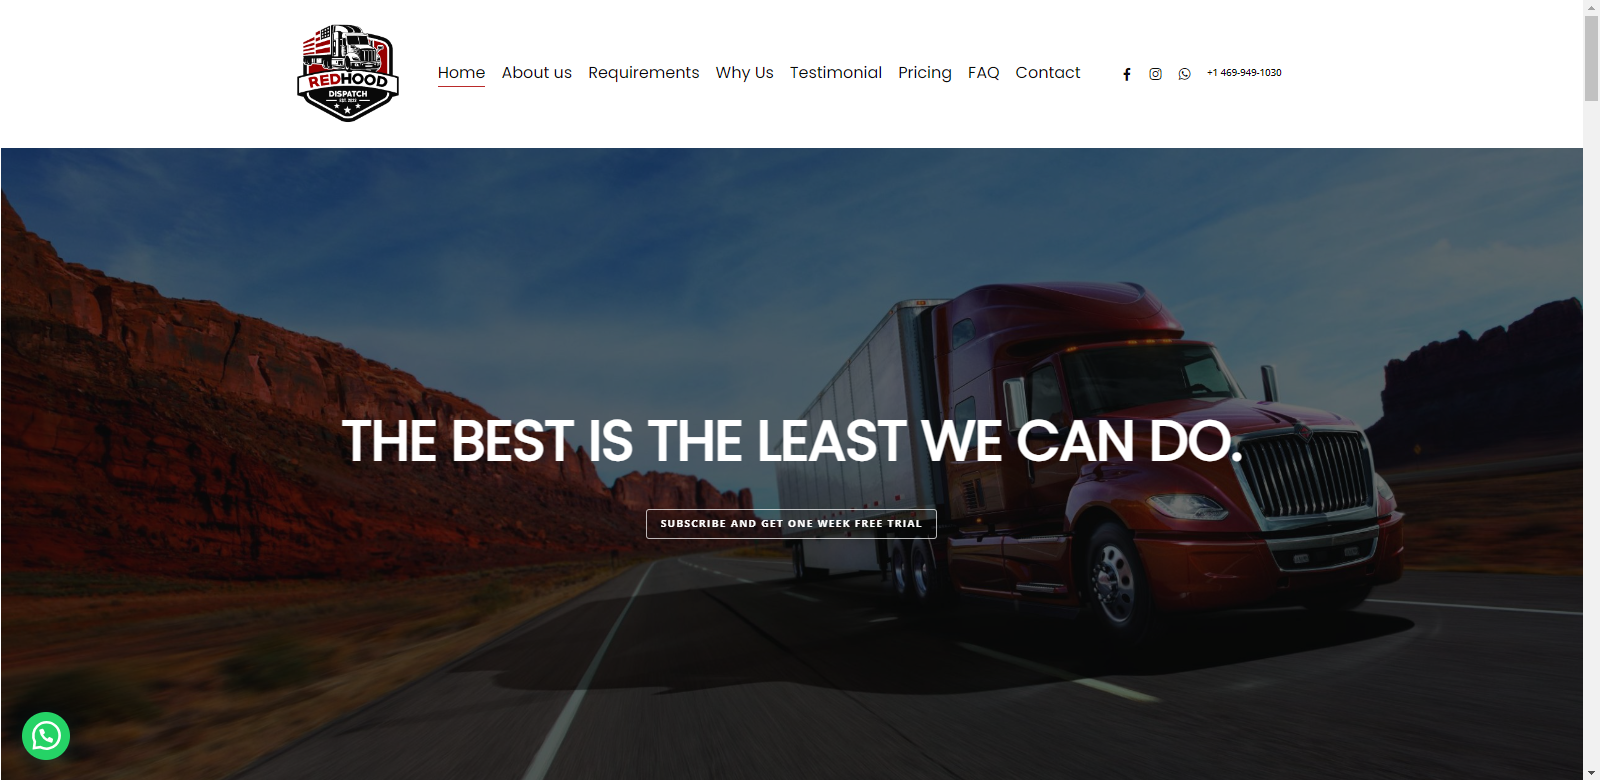 REDHOOD
DISPATCH
EST. 2022
Home About us Requirements Why Us Testimonial Pricing FAQ Contact +1 469-949-1030
THE BEST IS THE LEAST WE CAN DO.
SUBSCRIBE AND GET ONE WEEK FREE TRIAL